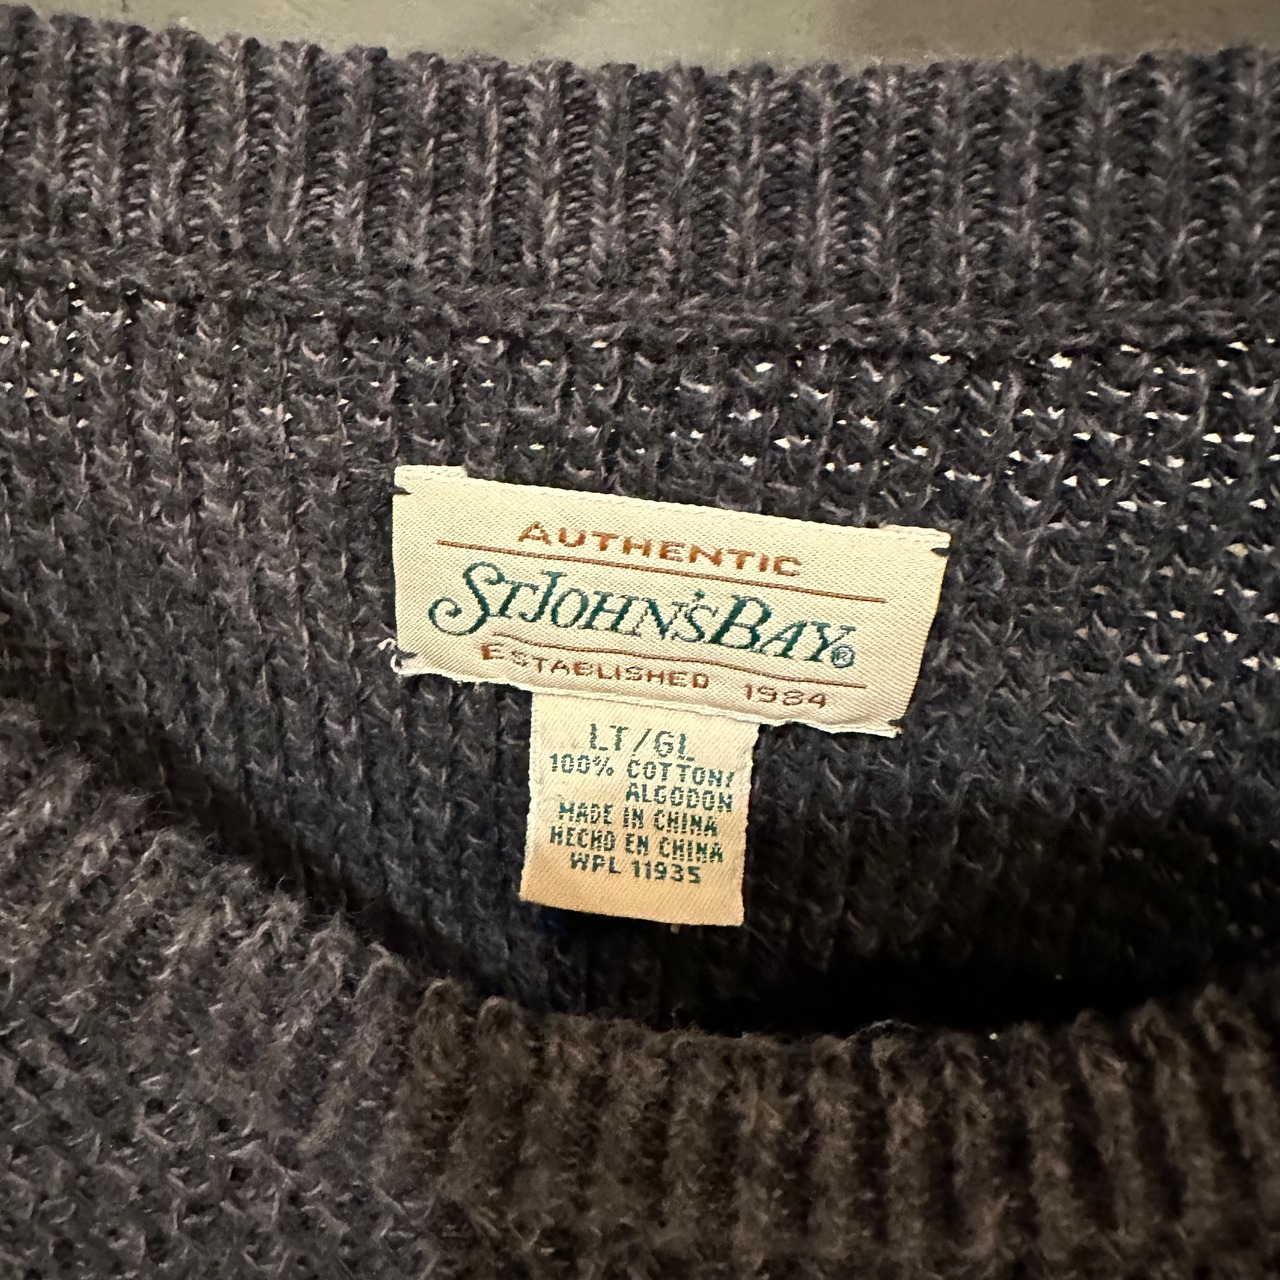 AUTHENTIC
ST JOHN'S BAY®
ESTABLISHED 1984
LT/GL
100% COTTON/
ALGODON
MADE IN CHINA
HECHO EN CHINA
WPL 11935